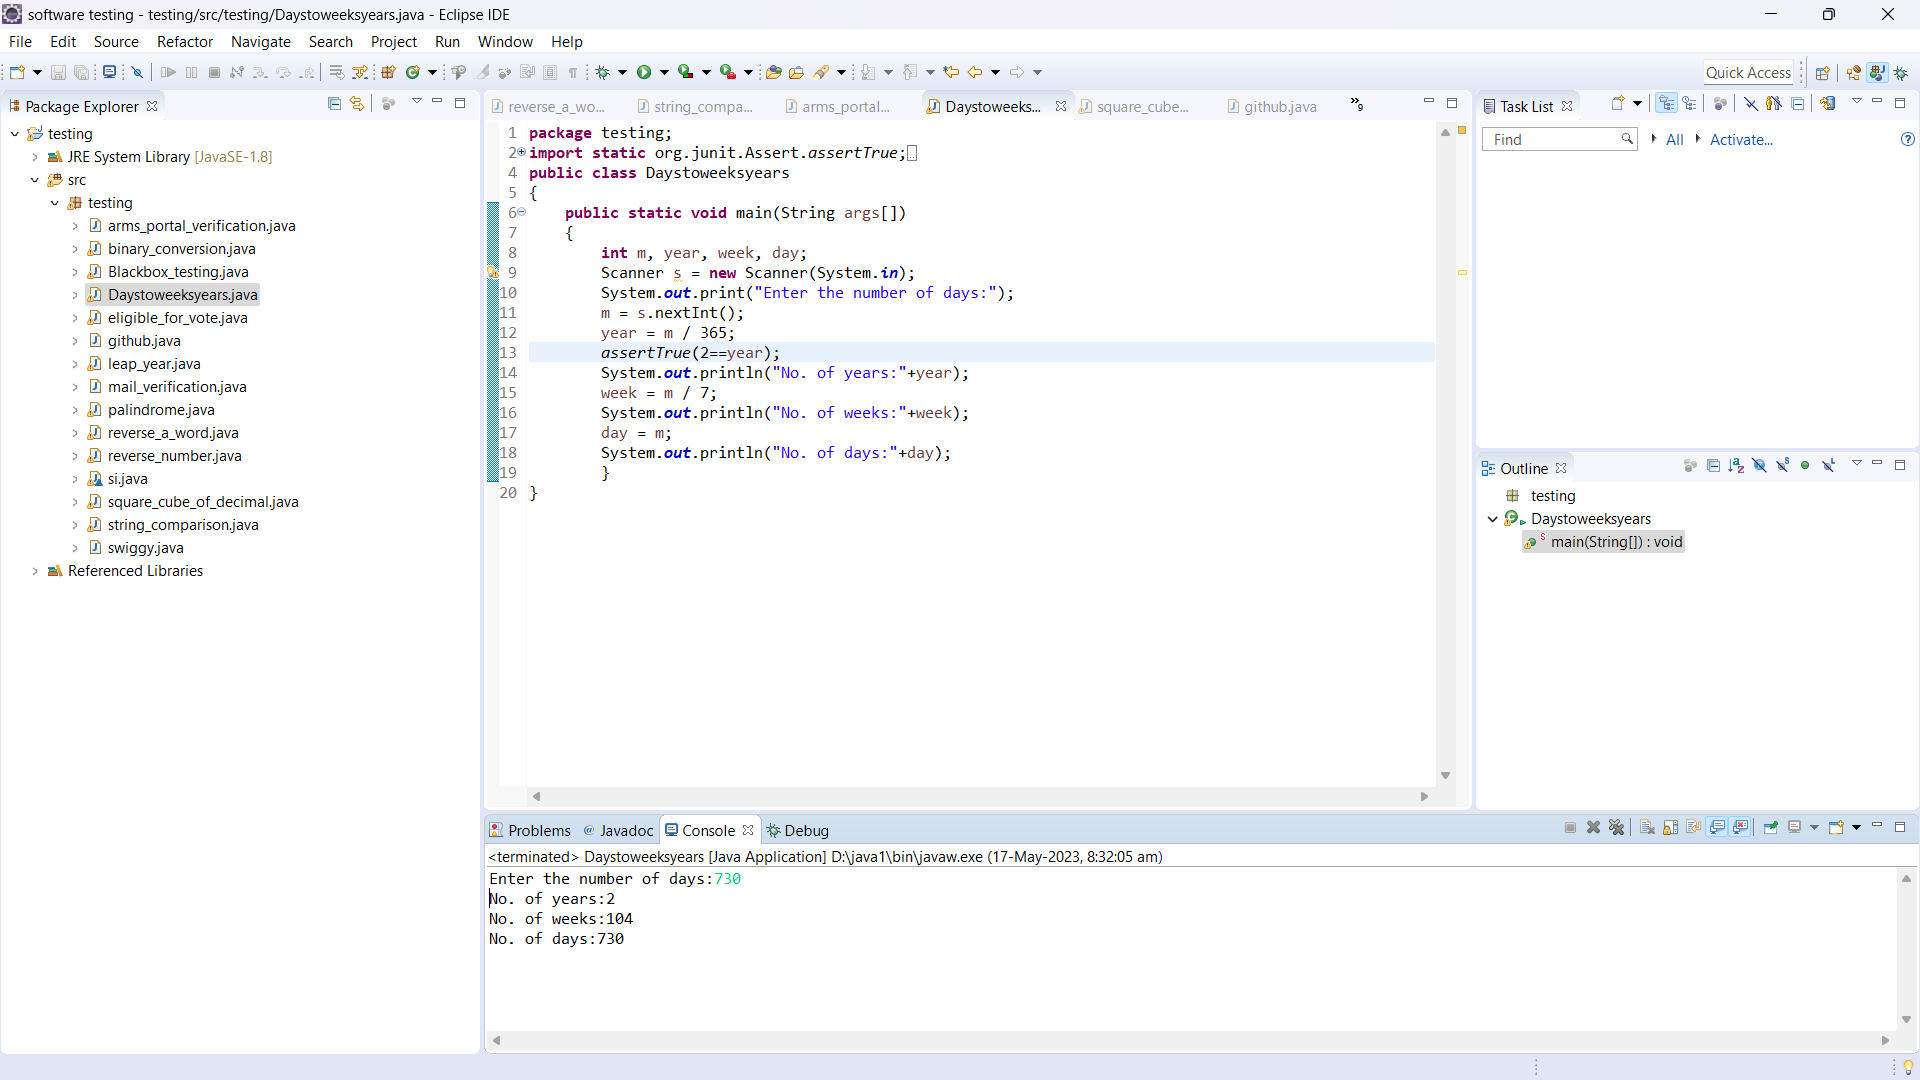 software testing - testing/src/testing/Daystoweeksyears.java - Eclipse IDE
File Edit Source Refactor Navigate Search Project Run Window Help
Quick Access
Package Explorer
testing
JRE System Library [JavaSE-1.8]
src
testing
arms_portal_verification.java
binary_conversion.java
Blackbox_testing.java
Daystoweeksyears.java
eligible_for_vote.java
github.java
leap_year.java
mail_verification.java
palindrome.java
reverse_a_word.java
reverse_number.java
si.java
square_cube_of_decimal.java
string_comparison.java
swiggy.java
Referenced Libraries
reverse_a_wo... string_compa... arms_portal... Daystoweeks... square_cube... github.java »9
1 package testing;
2 import static org.junit.Assert.assertTrue;
4 public class Daystoweeksyears
5 {
6 public static void main(String args[])
7 {
8 int m, year, week, day;
9 Scanner s = new Scanner(System.in);
10 System.out.print("Enter the number of days:");
11 m = s.nextInt();
12 year = m / 365;
13 assertTrue(2==year);
14 System.out.println("No. of years:"+year);
15 week = m / 7;
16 System.out.println("No. of weeks:"+week);
17 day = m;
18 System.out.println("No. of days:"+day);
19 }
20 }
Task List
Find All Activate...
Outline
testing
Daystoweeksyears
main(String[]) : void
Problems @ Javadoc Console Debug
<terminated> Daystoweeksyears [Java Application] D:\java1\bin\javaw.exe (17-May-2023, 8:32:05 am)
Enter the number of days:730
No. of years:2
No. of weeks:104
No. of days:730